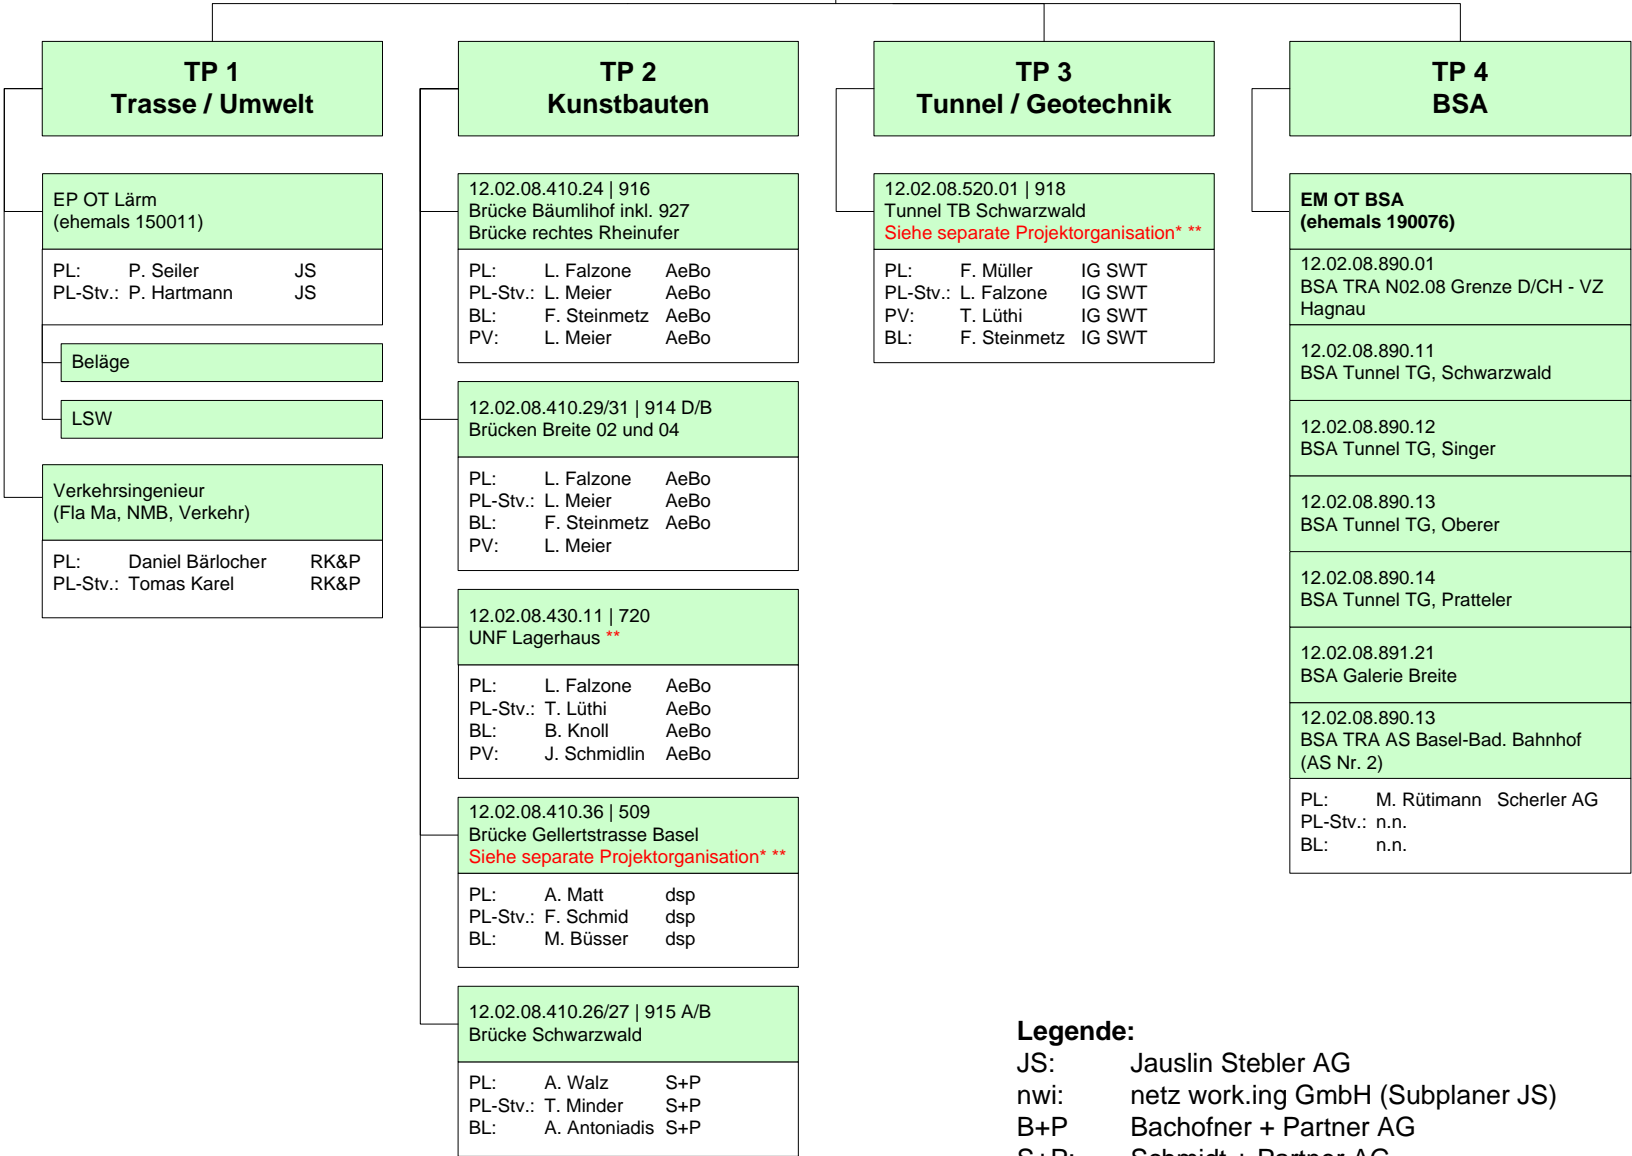 TP 1
Trasse / Umwelt
EP OT Lärm
(ehemals 150011)
PL: P. Seiler JS
PL-Stv.: P. Hartmann JS
Beläge
LSW
Verkehrsingenieur
(Fla Ma, NMB, Verkehr)
PL: Daniel Bärlocher RK&P
PL-Stv.: Tomas Karel RK&P
TP 2
Kunstbauten
12.02.08.410.24 | 916
Brücke Bäumlihof inkl. 927
Brücke rechtes Rheinufer
PL: L. Falzone AeBo
PL-Stv.: L. Meier AeBo
BL: F. Steinmetz AeBo
PV: L. Meier AeBo
12.02.08.410.29/31 | 914 D/B
Brücken Breite 02 und 04
PL: L. Falzone AeBo
PL-Stv.: L. Meier AeBo
BL: F. Steinmetz AeBo
PV: L. Meier
12.02.08.430.11 | 720
UNF Lagerhaus **
PL: L. Falzone AeBo
PL-Stv.: T. Lüthi AeBo
BL: B. Knoll AeBo
PV: J. Schmidlin AeBo
12.02.08.410.36 | 509
Brücke Gellertstrasse Basel
Siehe separate Projektorganisation* **
PL: A. Matt dsp
PL-Stv.: F. Schmid dsp
BL: M. Büsser dsp
12.02.08.410.26/27 | 915 A/B
Brücke Schwarzwald
PL: A. Walz S+P
PL-Stv.: T. Minder S+P
BL: A. Antoniadis S+P
TP 3
Tunnel / Geotechnik
12.02.08.520.01 | 918
Tunnel TB Schwarzwald
Siehe separate Projektorganisation* **
PL: F. Müller IG SWT
PL-Stv.: L. Falzone IG SWT
PV: T. Lüthi IG SWT
BL: F. Steinmetz IG SWT
TP 4
BSA
EM OT BSA
(ehemals 190076)
12.02.08.890.01
BSA TRA N02.08 Grenze D/CH - VZ
Hagnau
12.02.08.890.11
BSA Tunnel TG, Schwarzwald
12.02.08.890.12
BSA Tunnel TG, Singer
12.02.08.890.13
BSA Tunnel TG, Oberer
12.02.08.890.14
BSA Tunnel TG, Pratteler
12.02.08.891.21
BSA Galerie Breite
12.02.08.890.13
BSA TRA AS Basel-Bad. Bahnhof
(AS Nr. 2)
PL: M. Rütimann Scherler AG
PL-Stv.: n.n.
BL: n.n.
Legende:
JS: Jauslin Stebler AG
nwi: netz work.ing GmbH (Subplaner JS)
B+P Bachofner + Partner AG
S+P: Schmidt + Partner AG